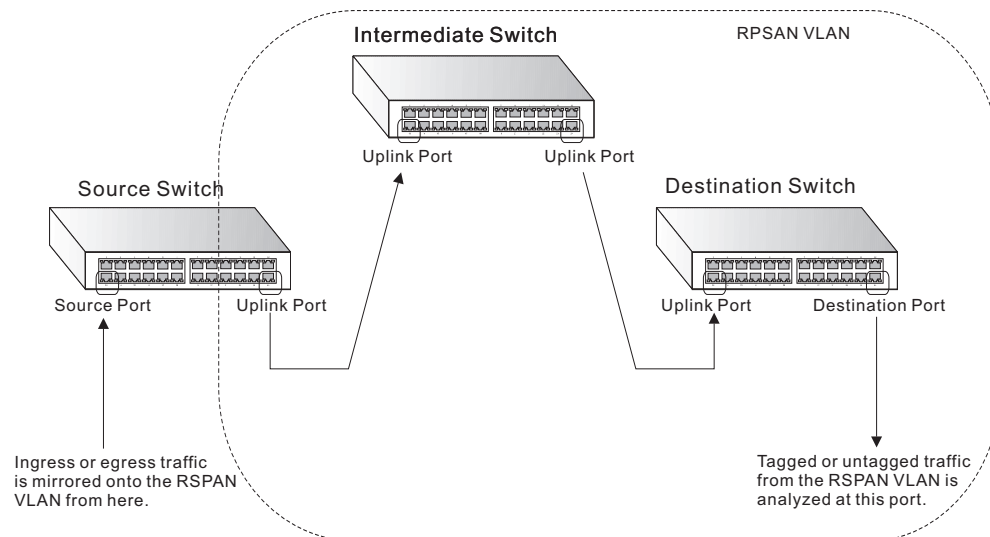 Intermediate Switch
RPSAN VLAN
Uplink Port
Uplink Port
Source Switch
Destination Switch
Source Port
Uplink Port
Uplink Port
Destination Port
Ingress or egress traffic
is mirrored onto the RSPAN
VLAN from here.
Tagged or untagged traffic
from the RSPAN VLAN is
analyzed at this port.